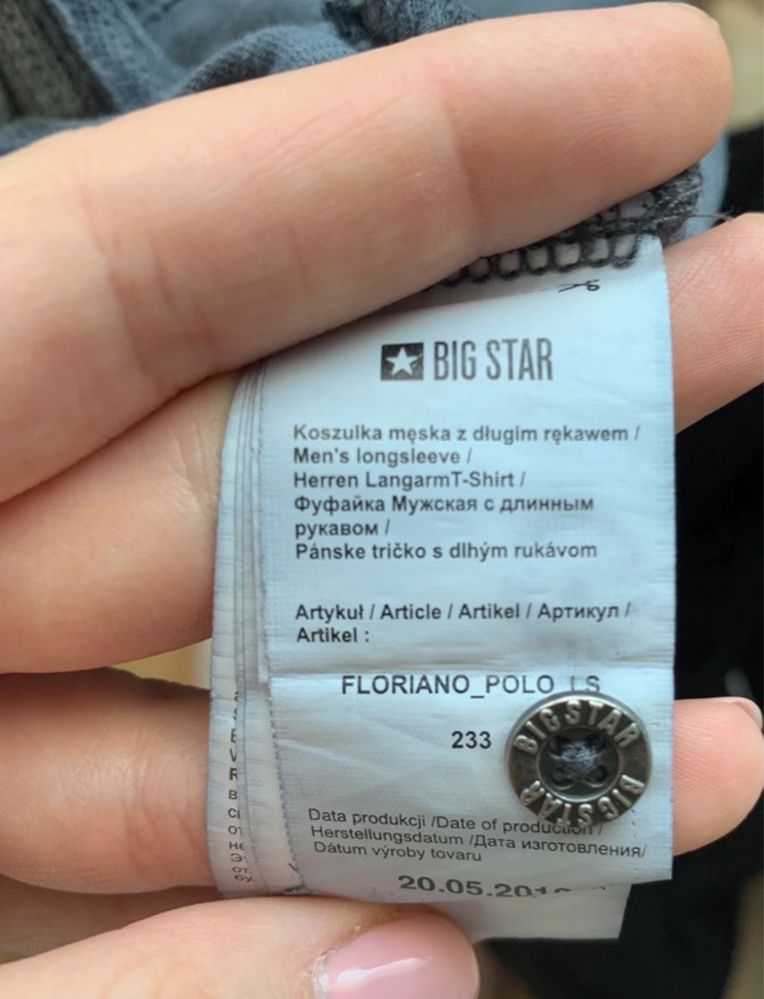 BIG STAR
Koszulka męska z długim rękawem /
Men's longsleeve /
Herren LangarmT-Shirt /
Фуфайка Мужская с длинным
рукавом /
Pánske tričko s dlhým rukávom
Artykuł / Article / Artikel / Артикул /
Artikel :
FLORIANO_POLO_LS
233
BIG STAR
BIG STAR
Data produkcji /Date of production /
Herstellungsdatum /Дата изготовления/
Dátum výroby tovaru